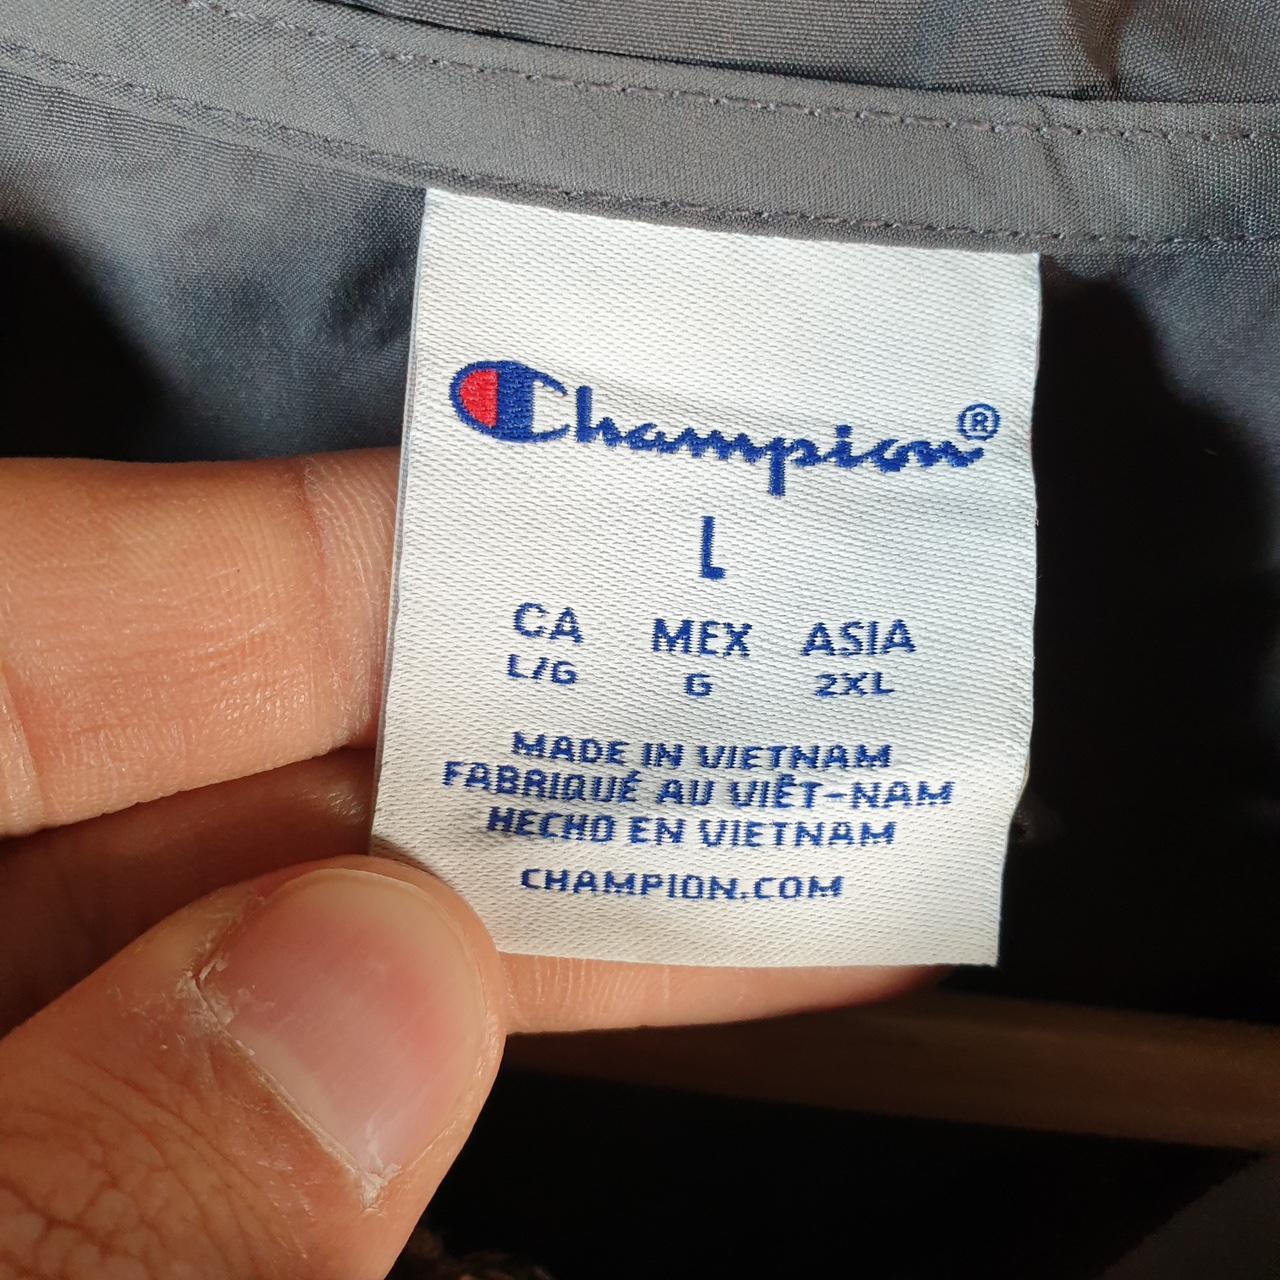 Champion®
L
CA MEX ASIA
L/G G 2XL
MADE IN VIETNAM
FABRIQUÉ AU VIÊT-NAM
HECHO EN VIETNAM
CHAMPION.COM